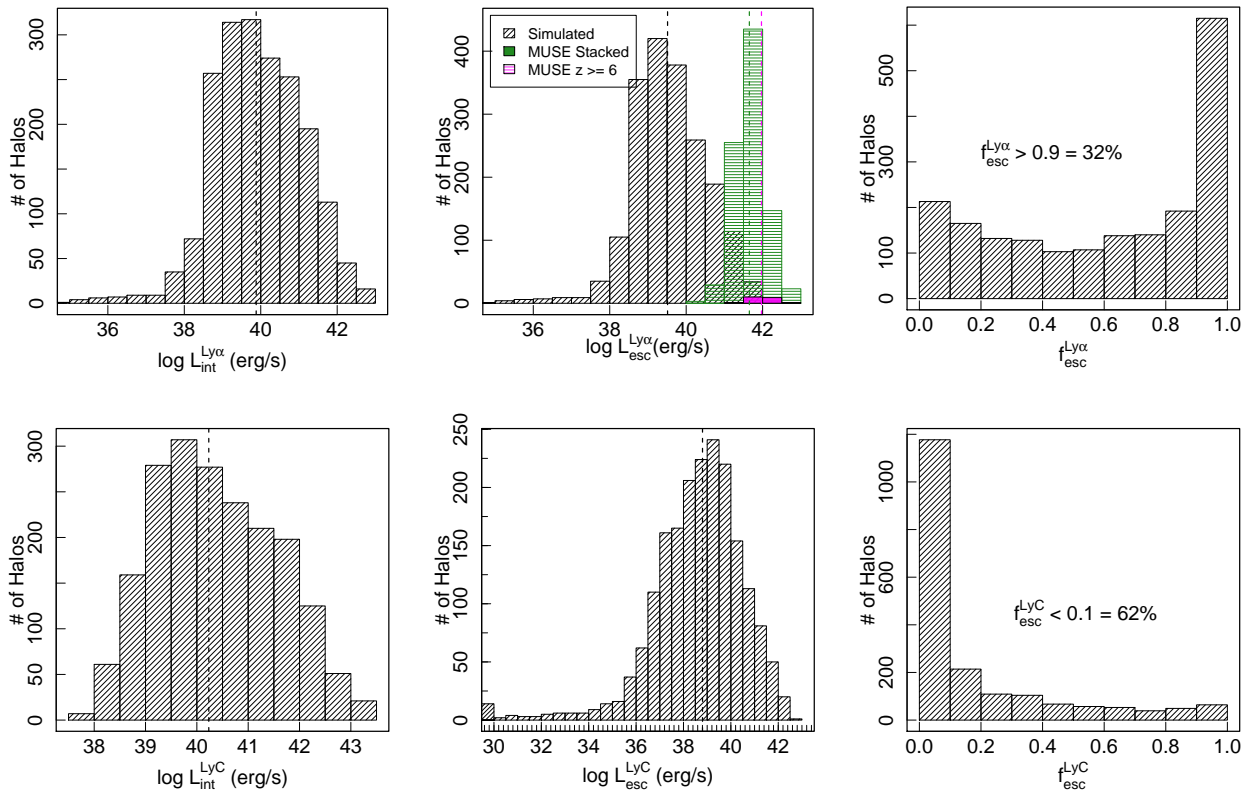 # of Halos
0 50 100 200 300
36 38 40 42
log L_int^Lyα (erg/s)
Simulated
MUSE Stacked
MUSE z >= 6
# of Halos
0 100 200 300 400
36 38 40 42
log L_esc^Lyα(erg/s)
f_esc^Lyα > 0.9 = 32%
# of Halos
0 100 300 600
0.0 0.2 0.4 0.6 0.8 1.0
f_esc^Lyα
# of Halos
0 50 100 200 300
38 39 40 41 42 43
log L_int^LyC (erg/s)
# of Halos
0 50 100 150 200 250
30 32 34 36 38 40 42
log L_esc^LyC (erg/s)
f_esc^LyC < 0.1 = 62%
# of Halos
0 200 600 1000
0.0 0.2 0.4 0.6 0.8 1.0
f_esc^LyC